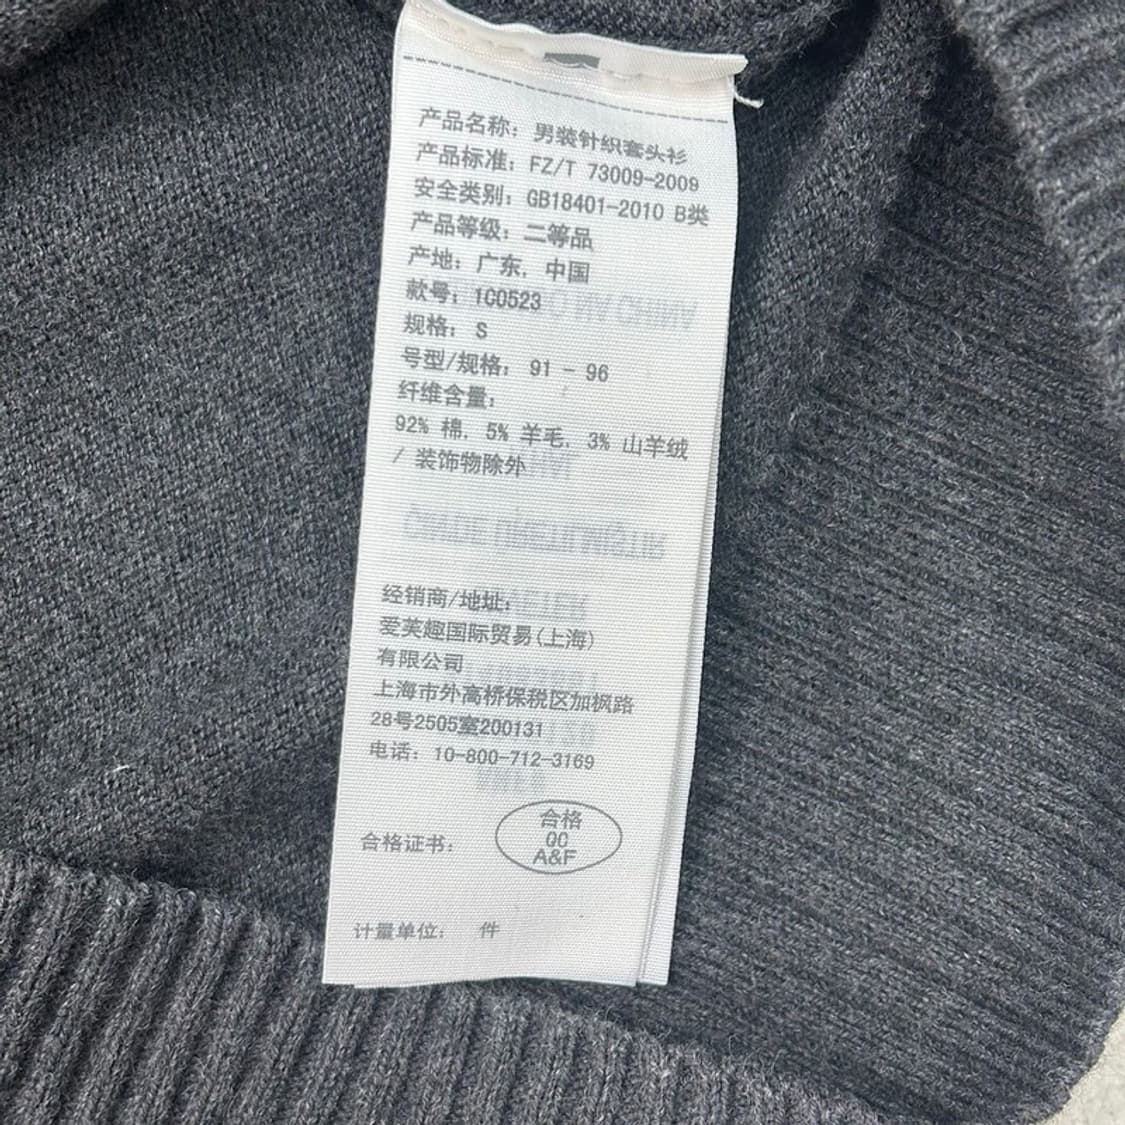 产品名称：男装针织套头衫
产品标准：FZ/T 73009-2009
安全类别：GB18401-2010 B类
产品等级：二等品
产地：广东，中国
款号：1C0523
规格：S
号型/规格：91 - 96
纤维含量：
92% 棉，5% 羊毛，3% 山羊绒
/ 装饰物除外
经销商/地址：
爱芙趣国际贸易(上海)
有限公司
上海市外高桥保税区加枫路
28号2505室200131
电话：10-800-712-3169
合格证书：
合格
QC
A&F
计量单位： 件